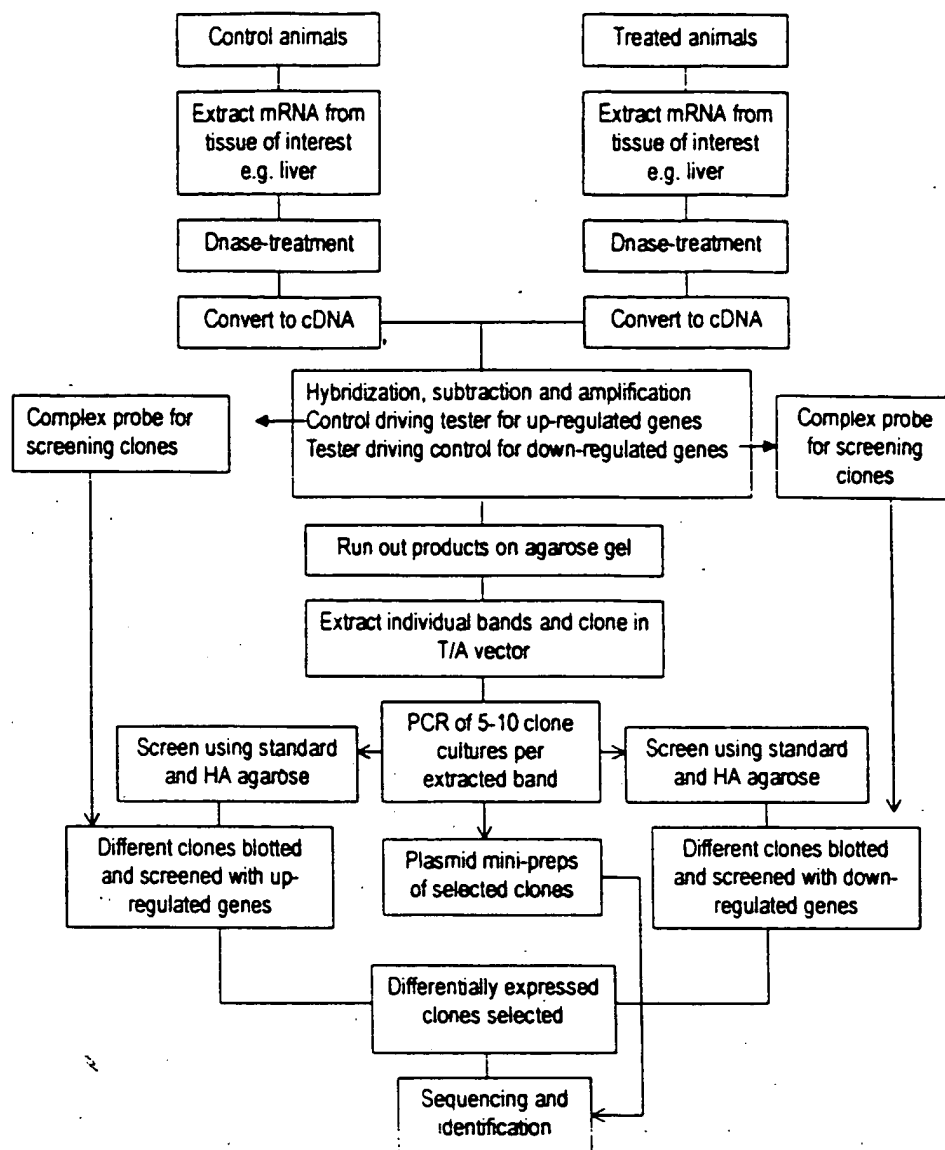 Control animals
Treated animals
Extract mRNA from
tissue of interest
e.g. liver
Extract mRNA from
tissue of interest
e.g. liver
Dnase-treatment
Dnase-treatment
Convert to cDNA
Convert to cDNA
Hybridization, subtraction and amplification
Control driving tester for up-regulated genes
Tester driving control for down-regulated genes
Complex probe for
screening clones
Complex probe
for screening
clones
Run out products on agarose gel
Extract individual bands and clone in
T/A vector
PCR of 5-10 clone
cultures per
extracted band
Screen using standard
and HA agarose
Screen using standard
and HA agarose
Different clones blotted
and screened with up-
regulated genes
Plasmid mini-preps
of selected clones
Different clones blotted
and screened with down-
regulated genes
Differentially expressed
clones selected
Sequencing and
identification